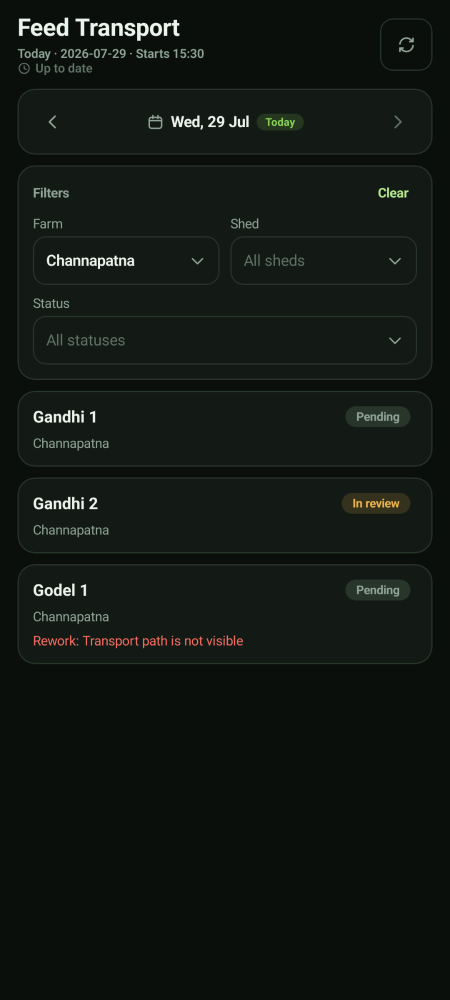 Feed Transport
Today · 2026-07-29 · Starts 15:30
Up to date
Wed, 29 Jul Today
Filters Clear
Farm Shed
Channapatna All sheds
Status
All statuses
Gandhi 1 Pending
Channapatna
Gandhi 2 In review
Channapatna
Godel 1 Pending
Channapatna
Rework: Transport path is not visible